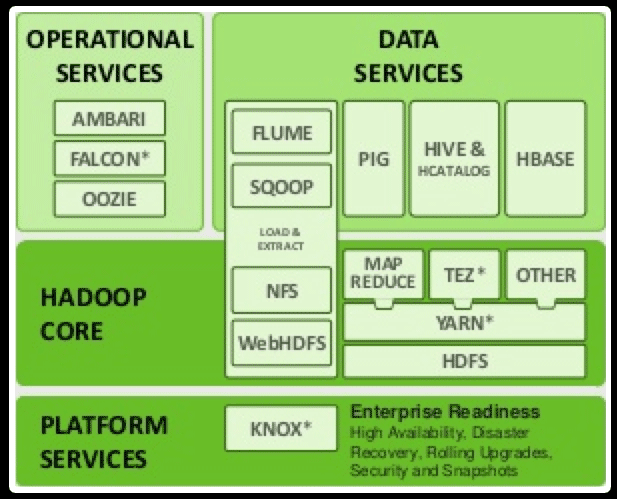 OPERATIONAL
SERVICES
AMBARI
FALCON*
OOZIE
DATA
SERVICES
FLUME
SQOOP
LOAD &
EXTRACT
NFS
WebHDFS
PIG
HIVE &
HCATALOG
HBASE
HADOOP
CORE
MAP
REDUCE
TEZ*
OTHER
YARN*
HDFS
PLATFORM
SERVICES
KNOX*
Enterprise Readiness
High Availability, Disaster
Recovery, Rolling Upgrades,
Security and Snapshots